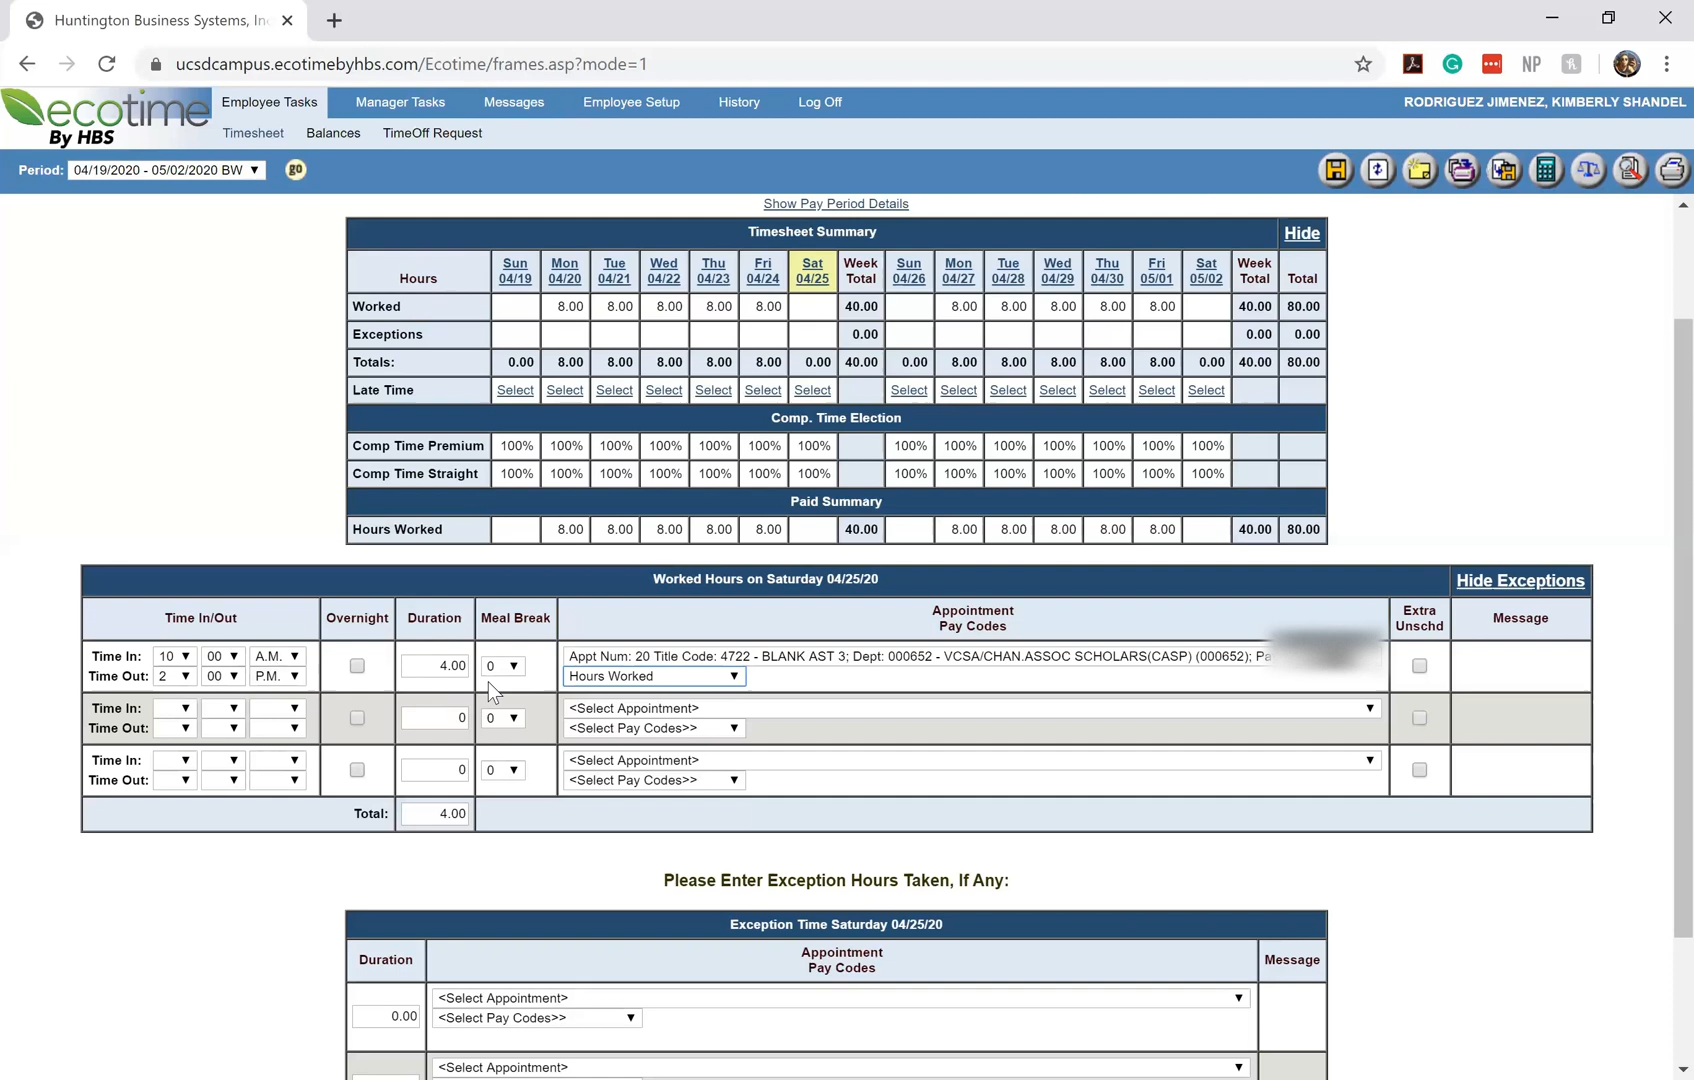 Huntington Business Systems, In
ucsdcampus.ecotimebyhbs.com/Ecotime/frames.asp?mode=1
NP
ecotime
By HBS
Employee Tasks Manager Tasks Messages Employee Setup History Log Off RODRIGUEZ JIMENEZ, KIMBERLY SHANDEL
Timesheet Balances TimeOff Request
Period: 04/19/2020 - 05/02/2020 BW go
Show Pay Period Details
Timesheet Summary Hide
Hours Sun 04/19 Mon 04/20 Tue 04/21 Wed 04/22 Thu 04/23 Fri 04/24 Sat 04/25 Week Total Sun 04/26 Mon 04/27 Tue 04/28 Wed 04/29 Thu 04/30 Fri 05/01 Sat 05/02 Week Total Total
Worked 8.00 8.00 8.00 8.00 8.00 40.00 8.00 8.00 8.00 8.00 8.00 40.00 80.00
Exceptions 0.00 0.00 0.00
Totals: 0.00 8.00 8.00 8.00 8.00 8.00 0.00 40.00 0.00 8.00 8.00 8.00 8.00 8.00 0.00 40.00 80.00
Late Time Select Select Select Select Select Select Select Select Select Select Select Select Select Select
Comp. Time Election
Comp Time Premium 100% 100% 100% 100% 100% 100% 100% 100% 100% 100% 100% 100% 100% 100%
Comp Time Straight 100% 100% 100% 100% 100% 100% 100% 100% 100% 100% 100% 100% 100% 100%
Paid Summary
Hours Worked 8.00 8.00 8.00 8.00 8.00 40.00 8.00 8.00 8.00 8.00 8.00 40.00 80.00
Worked Hours on Saturday 04/25/20 Hide Exceptions
Time In/Out Overnight Duration Meal Break Appointment Pay Codes Extra Unschd Message
Time In: 10 00 A.M. 4.00 0 Appt Num: 20 Title Code: 4722 - BLANK AST 3; Dept: 000652 - VCSA/CHAN.ASSOC SCHOLARS(CASP) (000652); Pa
Time Out: 2 00 P.M. Hours Worked
Time In: 0 0 <Select Appointment>
Time Out: <Select Pay Codes>>
Time In: 0 0 <Select Appointment>
Time Out: <Select Pay Codes>>
Total: 4.00
Please Enter Exception Hours Taken, If Any:
Exception Time Saturday 04/25/20
Duration Appointment Pay Codes Message
<Select Appointment>
0.00 <Select Pay Codes>>
<Select Appointment>